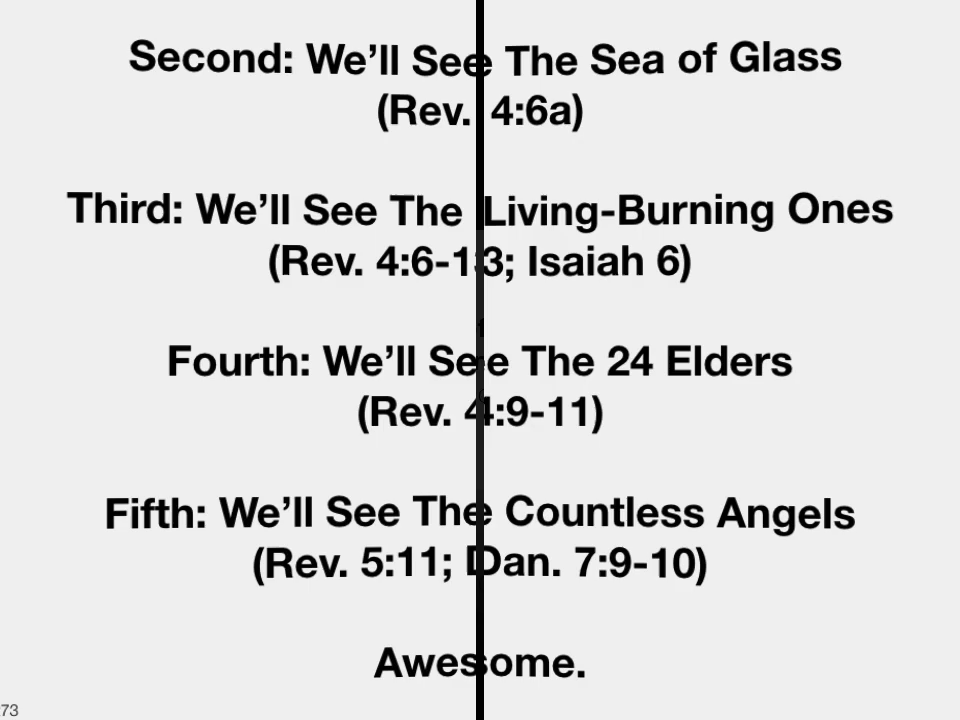 Second: We'll See The Sea of Glass
(Rev. 4:6a)
Third: We'll See The Living-Burning Ones
(Rev. 4:6-13; Isaiah 6)
Fourth: We'll See The 24 Elders
(Rev. 4:9-11)
Fifth: We'll See The Countless Angels
(Rev. 5:11; Dan. 7:9-10)
Awesome.
73